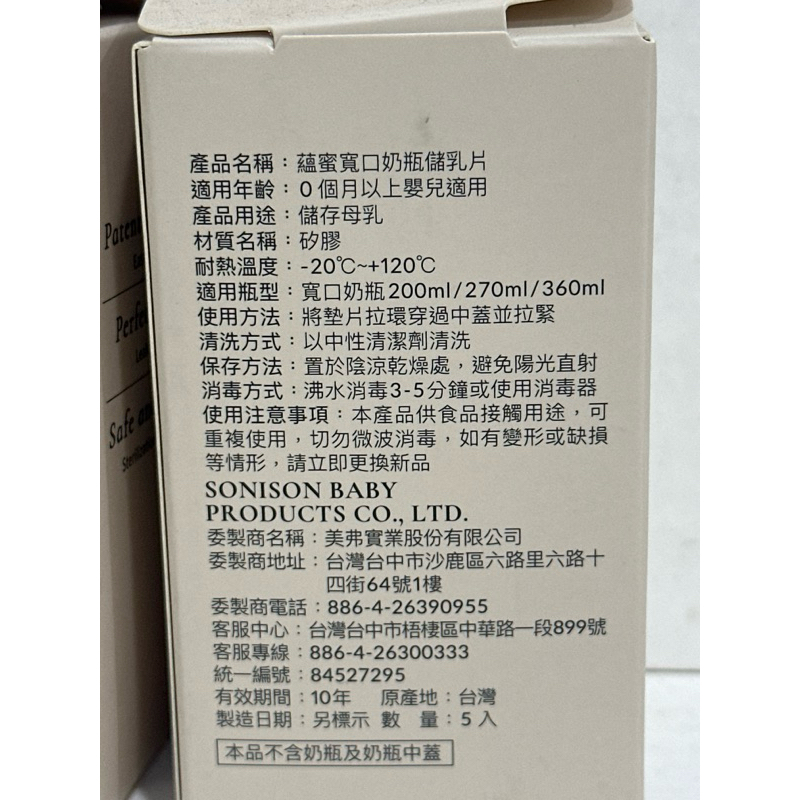 產品名稱：蘊蜜寬口奶瓶儲乳片
適用年齡：0個月以上嬰兒適用
產品用途：儲存母乳
材質名稱：矽膠
耐熱溫度：-20℃~+120℃
適用瓶型：寬口奶瓶200ml/270ml/360ml
使用方法：將墊片拉環穿過中蓋並拉緊
清洗方式：以中性清潔劑清洗
保存方法：置於陰涼乾燥處，避免陽光直射
消毒方式：沸水消毒3-5分鐘或使用消毒器
使用注意事項：本產品供食品接觸用途，可
重複使用，切勿微波消毒，如有變形或缺損
等情形，請立即更換新品
SONISON BABY
PRODUCTS CO., LTD.
委製商名稱：美弗實業股份有限公司
委製商地址：台灣台中市沙鹿區六路里六路十
四街64號1樓
委製商電話：886-4-26390955
客服中心：台灣台中市梧棲區中華路一段899號
客服專線：886-4-26300333
統一編號：84527295
有效期間：10年 原產地：台灣
製造日期：另標示 數 量：5入
本品不含奶瓶及奶瓶中蓋
Safe